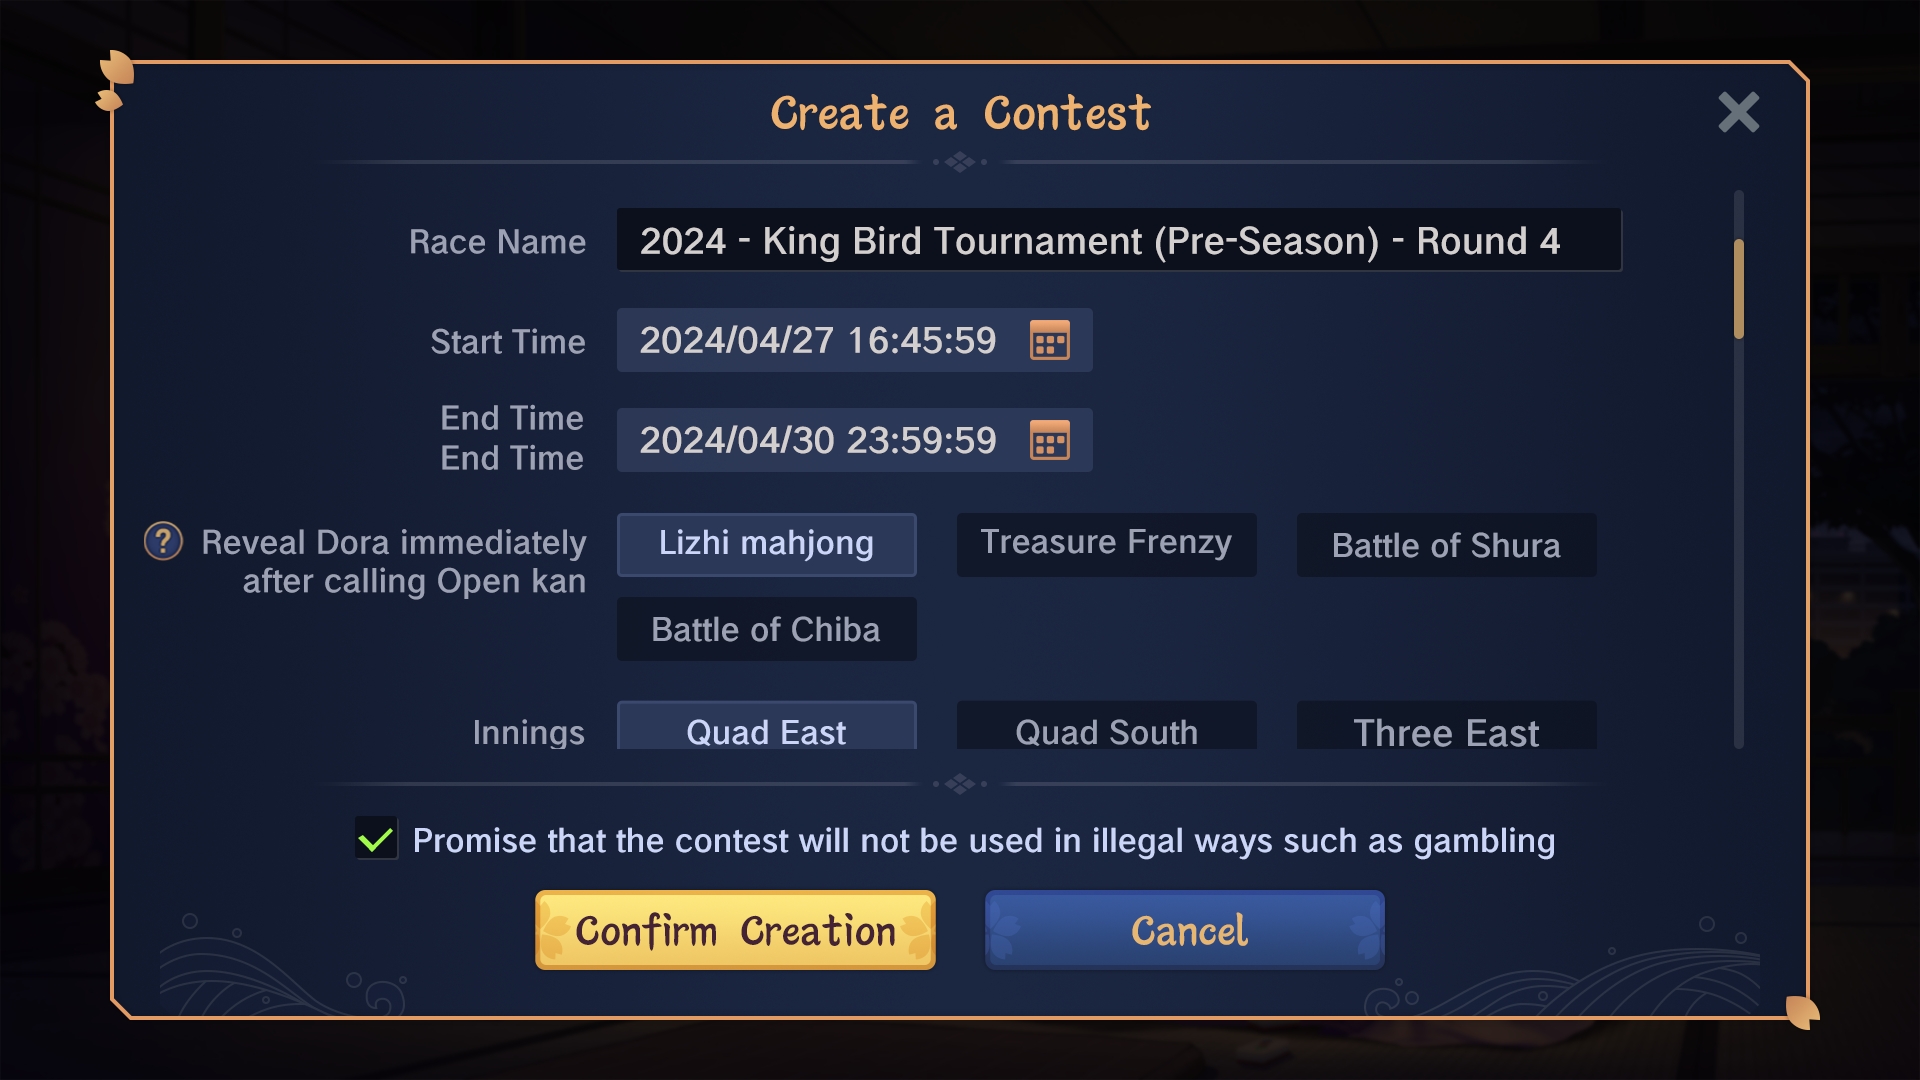 Create a Contest
Race Name
2024 - King Bird Tournament (Pre-Season) - Round 4
Start Time
2024/04/27 16:45:59
End Time
End Time
2024/04/30 23:59:59
?
Reveal Dora immediately
after calling Open kan
Lizhi mahjong
Treasure Frenzy
Battle of Shura
Battle of Chiba
Innings
Quad East
Quad South
Three East
Promise that the contest will not be used in illegal ways such as gambling
Confirm Creation
Cancel